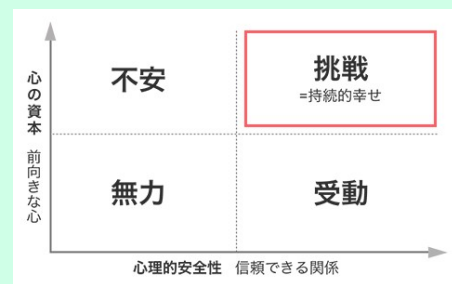 心の資本 前向きな心
不安
挑戦
=持続的幸せ
無力
受動
心理的安全性 信頼できる関係